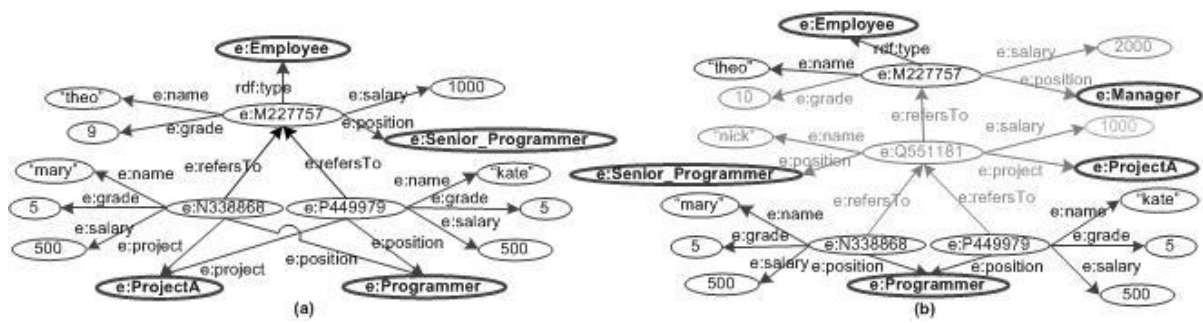 e:Employee
rdf:type
"theo"
e:name
e:salary
1000
e:M227757
9
e:grade
e:position
e:Senior_Programmer
e:refersTo
e:refersTo
"mary"
e:name
e:name
"kate"
e:grade
e:grade
5
e:N338868
e:P449979
5
e:salary
e:salary
500
e:project
e:position
500
e:project
e:position
e:ProjectA
e:Programmer
(a)
e:Employee
rdf:type
e:salary
2000
"theo"
e:name
e:M227757
e:position
10
e:grade
e:Manager
e:refersTo
"nick"
e:name
e:salary
1000
e:position
e:Q551181
e:project
e:Senior_Programmer
e:ProjectA
"mary"
e:refersTo
e:refersTo
"kate"
e:name
e:name
5
e:grade
e:N338868
e:P449979
e:grade
5
e:salary
e:position
e:position
e:salary
500
e:Programmer
500
(b)